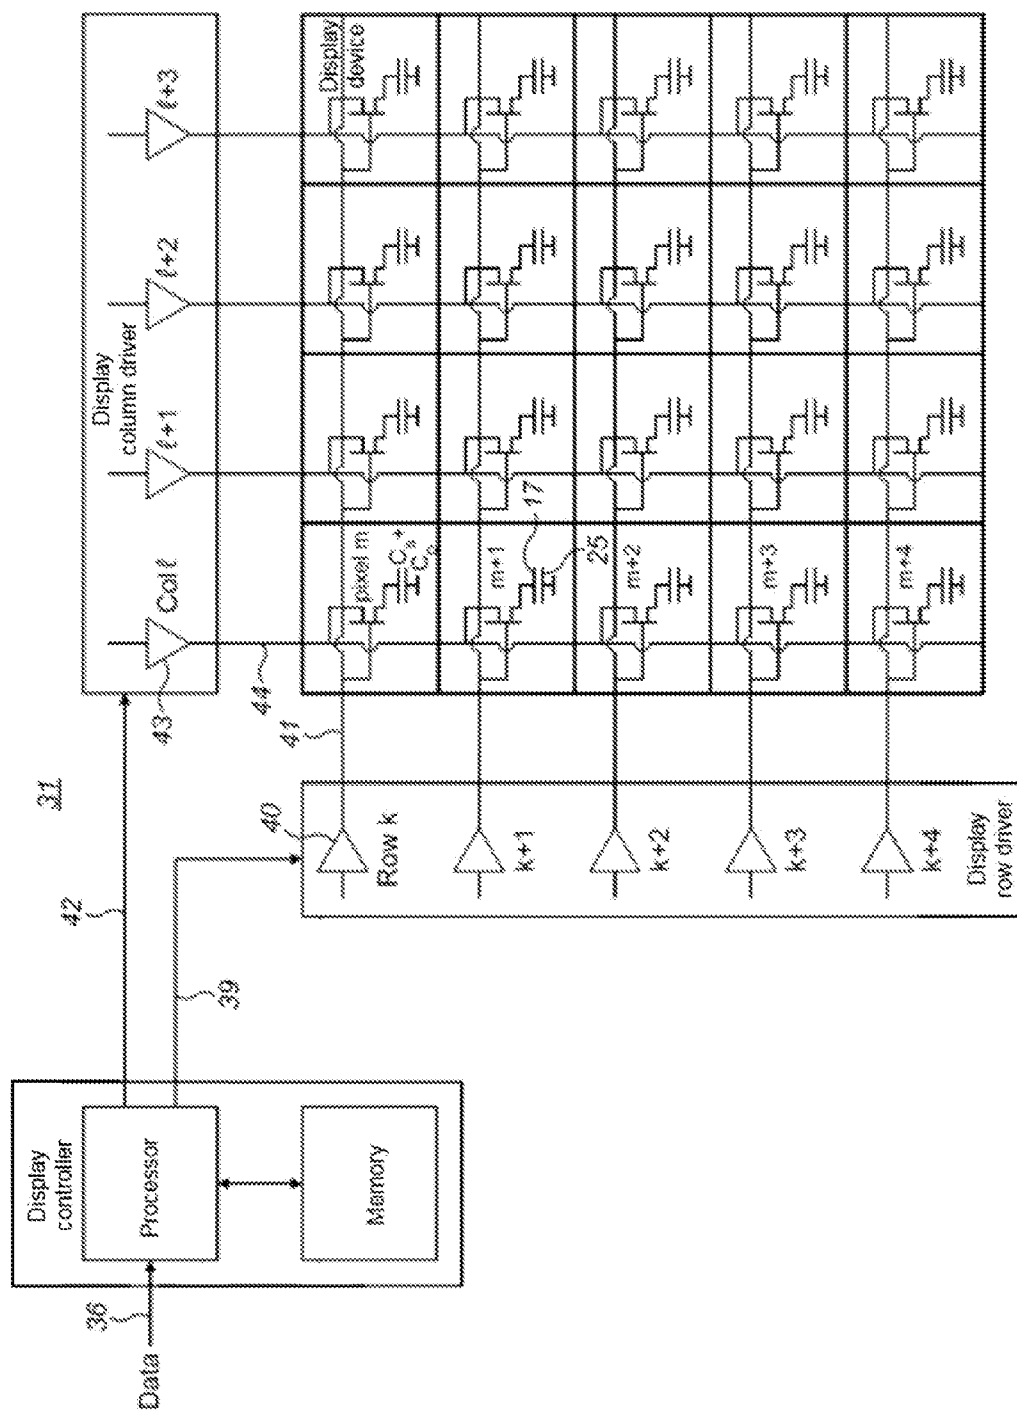 31
Display
controller
Processor
Memory
Data
36
42
39
Display
column driver
Col ℓ
ℓ+1
ℓ+2
ℓ+3
43
44
41
40
Row k
k+1
k+2
k+3
k+4
Display
row driver
Display
device
pixel m
m+1
m+2
m+3
m+4
17
25